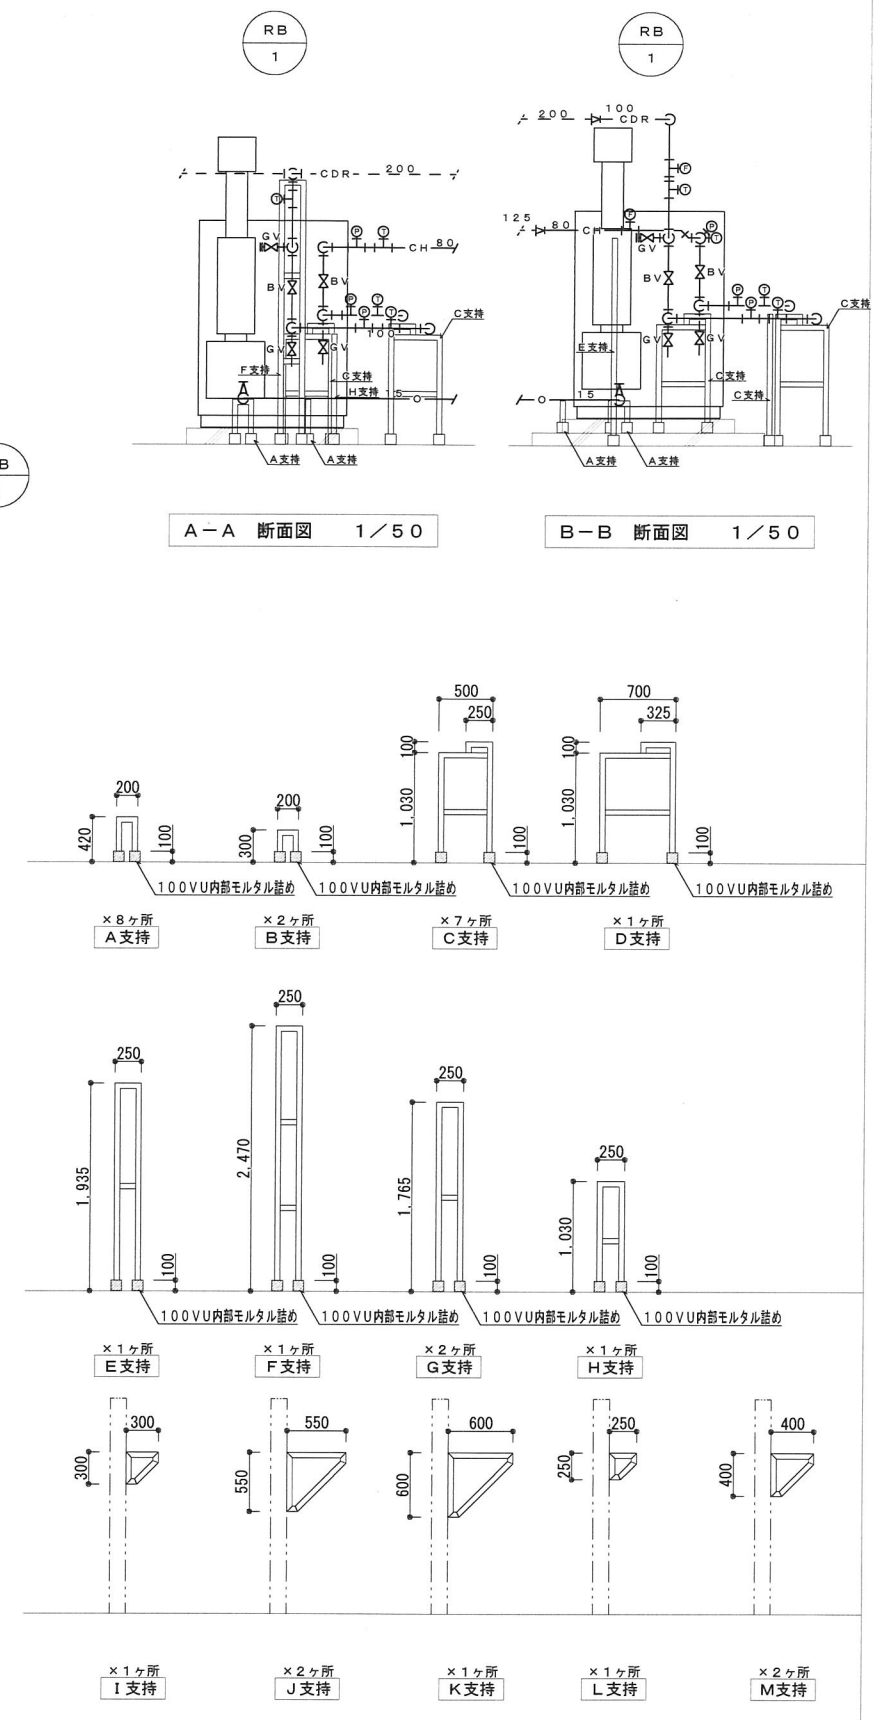 RB
1
RB
1
200
100
CDR
CDR
200
F
T
T
125
80
CH
F
P
T
GV
P
T
CH 80
GV
BV
BV
BV
BV
P
T
P
T
P
T
P
T
C支持
C支持
100
GV
GV
GV
GV
E支持
F支持
C支持
C支持
H支持
15
C支持
15
A支持
A支持
A支持
A支持
B
A－A 断面図 1／50
B－B 断面図 1／50
500
250
100
1,030
700
325
100
1,030
200
420
100
200
300
100
100
100
100VU内部モルタル詰め
100VU内部モルタル詰め
100VU内部モルタル詰め
100VU内部モルタル詰め
×8ヶ所
A支持
×2ヶ所
B支持
×7ヶ所
C支持
×1ヶ所
D支持
250
1,935
100
250
2,470
100
250
1,765
100
250
1,030
100
100VU内部モルタル詰め
100VU内部モルタル詰め
100VU内部モルタル詰め
100VU内部モルタル詰め
×1ヶ所
E支持
×1ヶ所
F支持
×2ヶ所
G支持
×1ヶ所
H支持
300
300
550
550
600
600
250
250
400
400
×1ヶ所
I支持
×2ヶ所
J支持
×1ヶ所
K支持
×1ヶ所
L支持
×2ヶ所
M支持